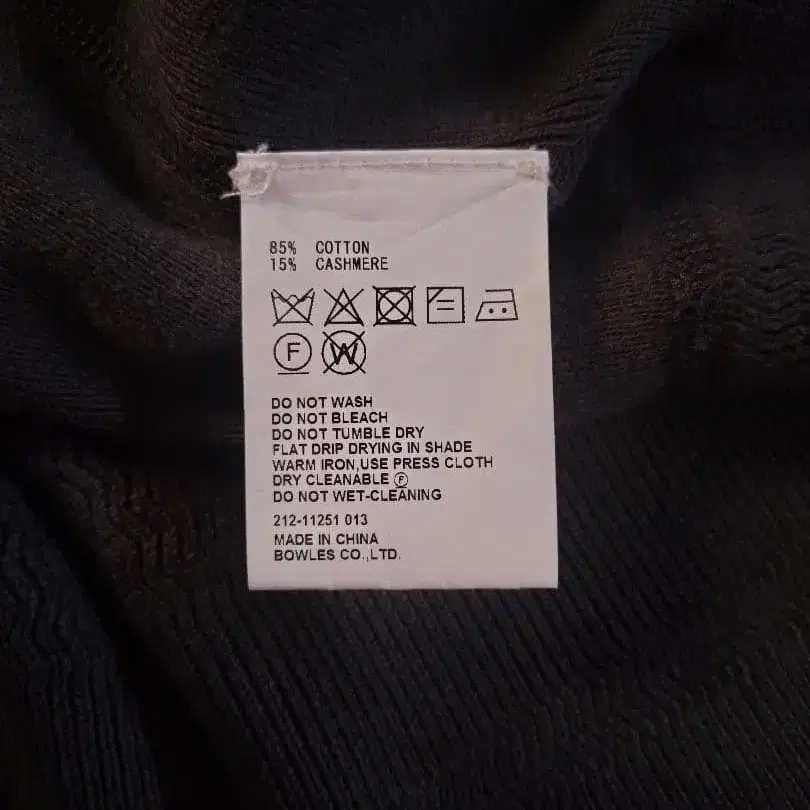 85% COTTON
15% CASHMERE
F W
DO NOT WASH
DO NOT BLEACH
DO NOT TUMBLE DRY
FLAT DRIP DRYING IN SHADE
WARM IRON,USE PRESS CLOTH
DRY CLEANABLE Ⓕ
DO NOT WET-CLEANING
212-11251 013
MADE IN CHINA
BOWLES CO.,LTD.